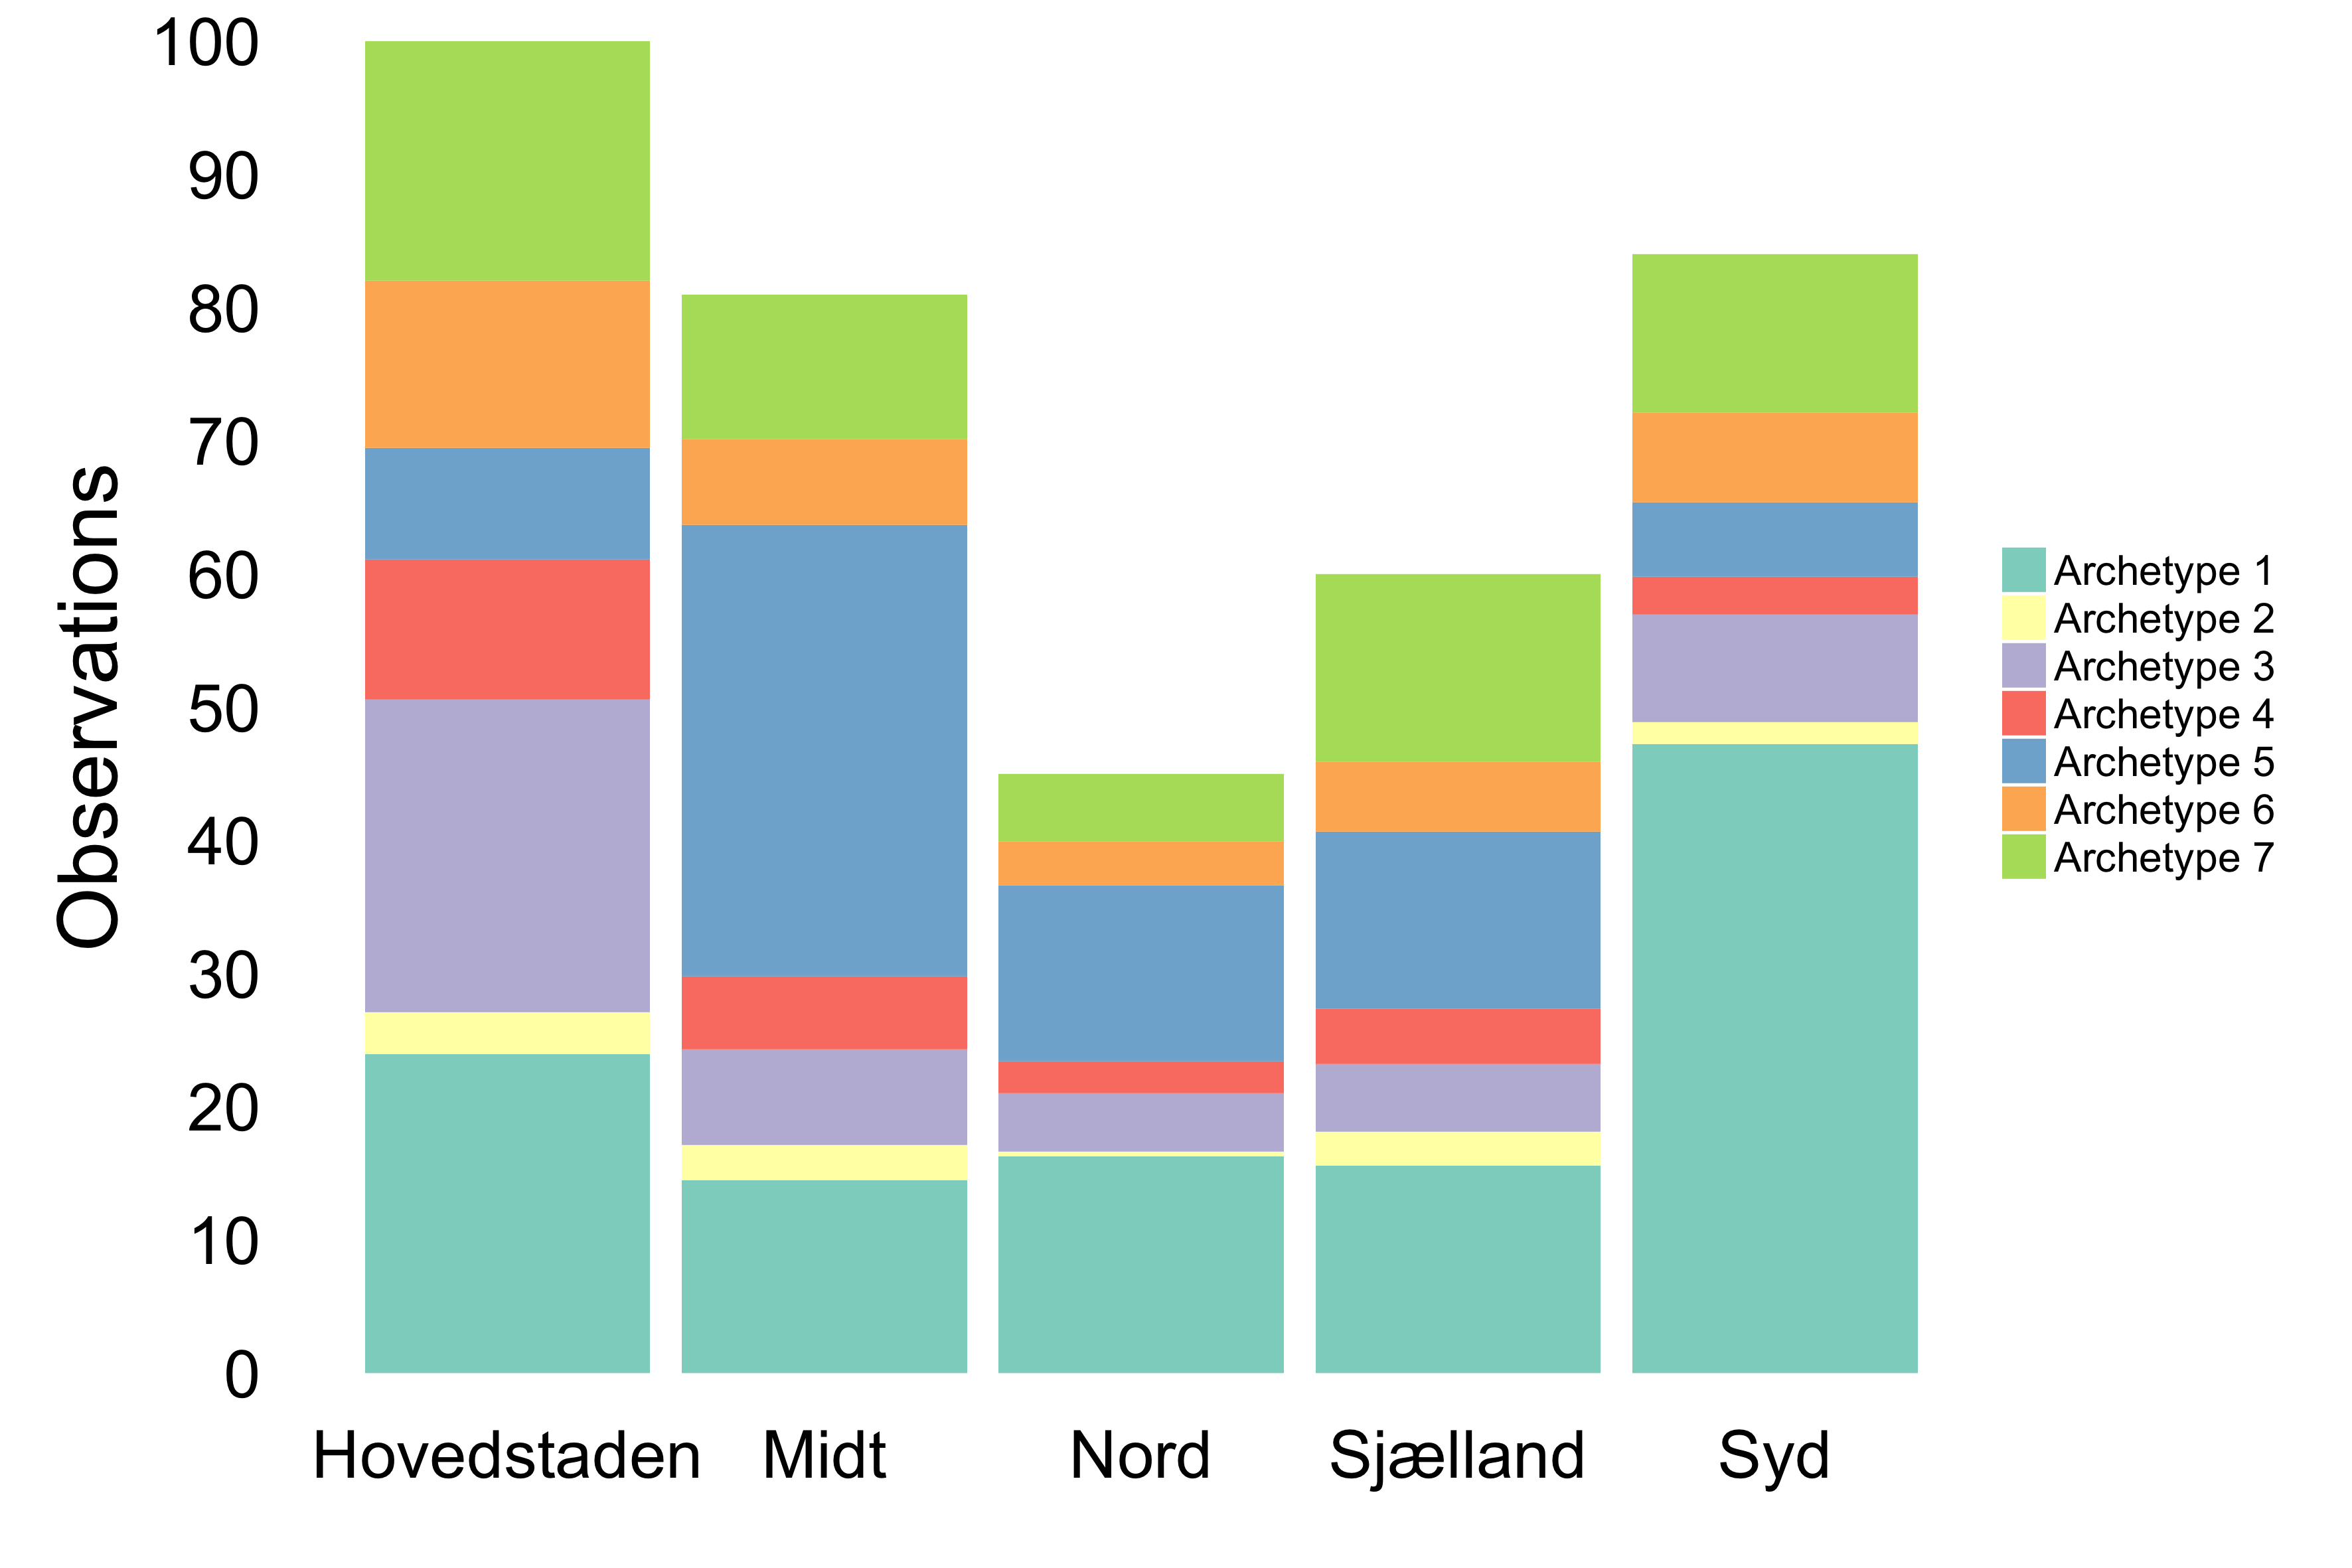 100
90
80
70
60
50
40
30
20
10
0
Observations
Hovedstaden
Midt
Nord
Sjælland
Syd
Archetype 1
Archetype 2
Archetype 3
Archetype 4
Archetype 5
Archetype 6
Archetype 7